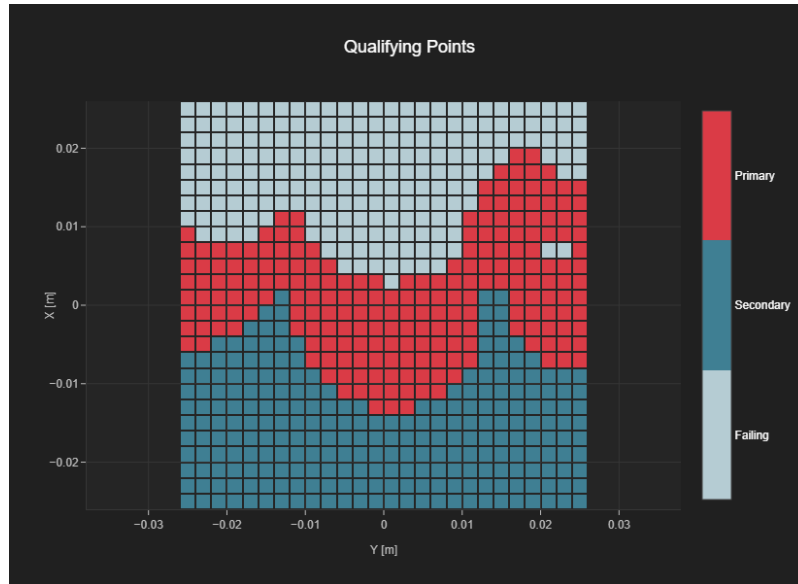 Qualifying Points
0.02
0.01
0
−0.01
−0.02
X [m]
−0.03
−0.02
−0.01
0
0.01
0.02
0.03
Y [m]
Primary
Secondary
Failing